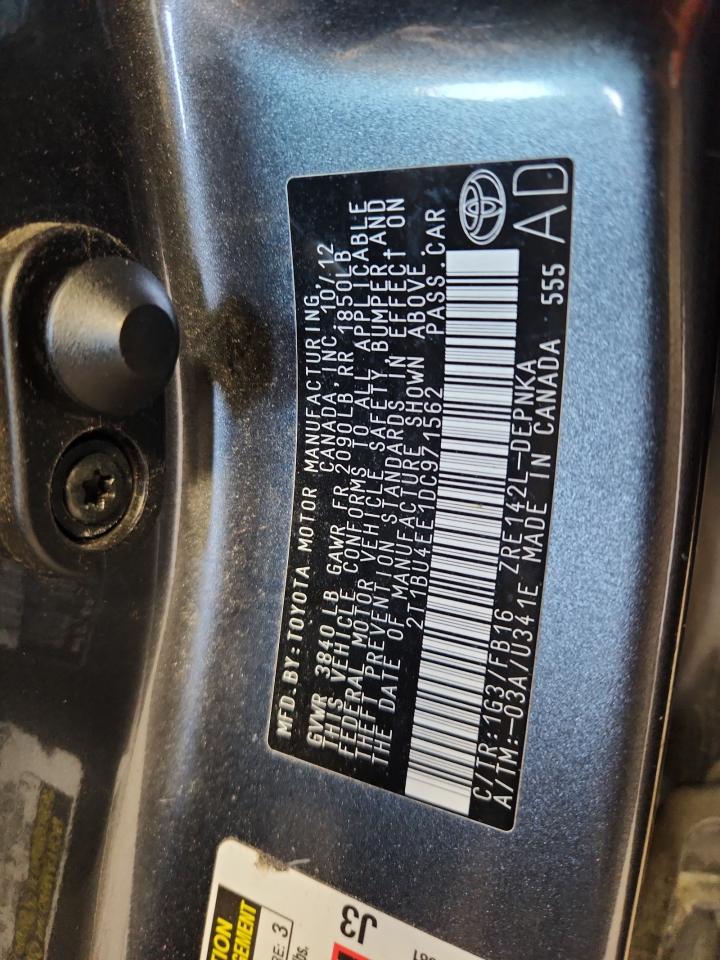 MFD.BY:TOYOTA MOTOR MANUFACTURING,
CANADA,INC. 10/12
GVWR 3840LB GAWR FR 2090LB,RR 1850LB
THIS VEHICLE CONFORMS TO ALL APPLICABLE
FEDERAL MOTOR VEHICLE SAFETY, BUMPER, AND
THEFT PREVENTION STANDARDS IN EFFECT ON
THE DATE OF MANUFACTURE SHOWN ABOVE.
2T1BU4EE1DC971562 PASS.CAR
C/TR:1G3/FB16 ZRE142L-DEPNKA
A/TM:-03A/U341E MADE IN CANADA 555
AD
J3